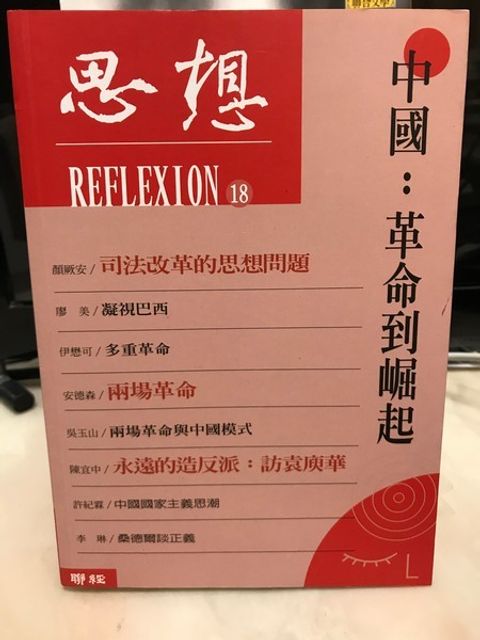 聯合文學
思想
REFLEXION 18
中國：革命到崛起
顏厥安/司法改革的思想問題
廖 美/凝視巴西
伊懋可/多重革命
安德森/兩場革命
吳玉山/兩場革命與中國模式
陳宜中/永遠的造反派：訪袁庾華
許紀霖/中國國家主義思潮
李 琳/桑德爾談正義
聯經